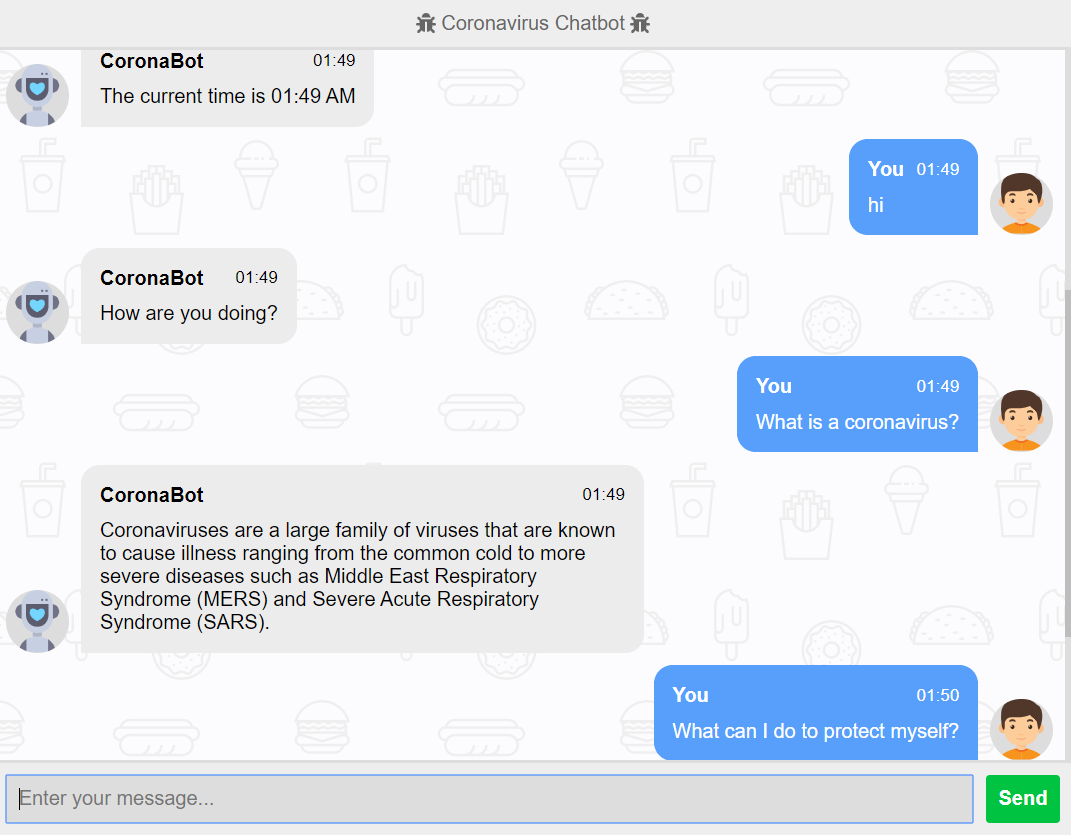 Coronavirus Chatbot
CoronaBot 01:49
The current time is 01:49 AM
You 01:49
hi
CoronaBot 01:49
How are you doing?
You 01:49
What is a coronavirus?
CoronaBot 01:49
Coronaviruses are a large family of viruses that are known
to cause illness ranging from the common cold to more
severe diseases such as Middle East Respiratory
Syndrome (MERS) and Severe Acute Respiratory
Syndrome (SARS).
You 01:50
What can I do to protect myself?
Enter your message...
Send